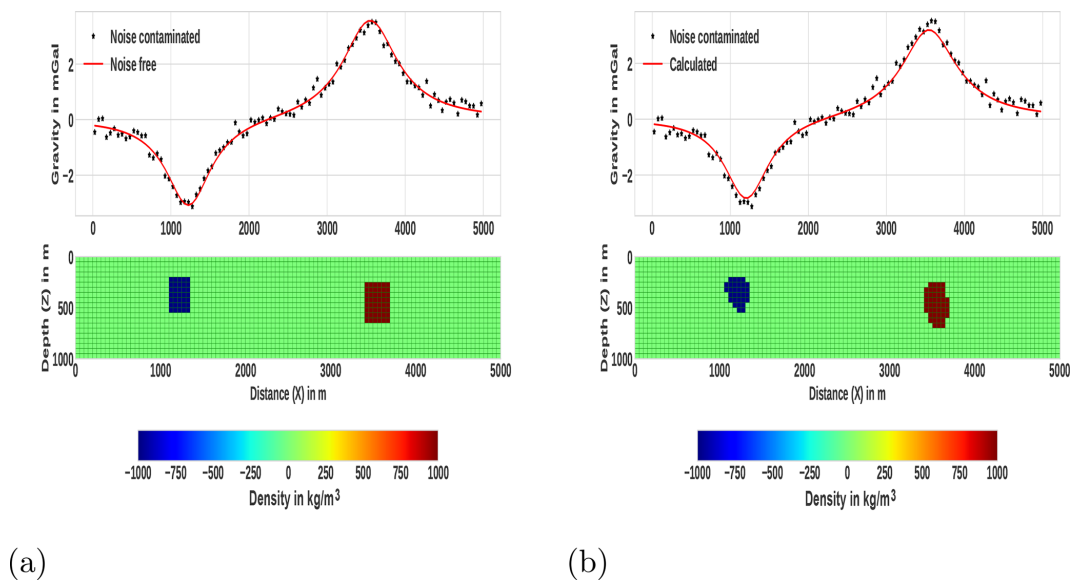 Gravity in mGal
Noise contaminated
Noise free
2
0
−2
0 1000 2000 3000 4000 5000
Depth (Z) in m
0
500
1000
0 1000 2000 3000 4000 5000
Distance (X) in m
−1000 −750 −500 −250 0 250 500 750 1000
Density in kg/m³
(a)
Gravity in mGal
Noise contaminated
Calculated
2
0
−2
0 1000 2000 3000 4000 5000
Depth (Z) in m
0
500
1000
0 1000 2000 3000 4000 5000
Distance (X) in m
−1000 −750 −500 −250 0 250 500 750 1000
Density in kg/m³
(b)